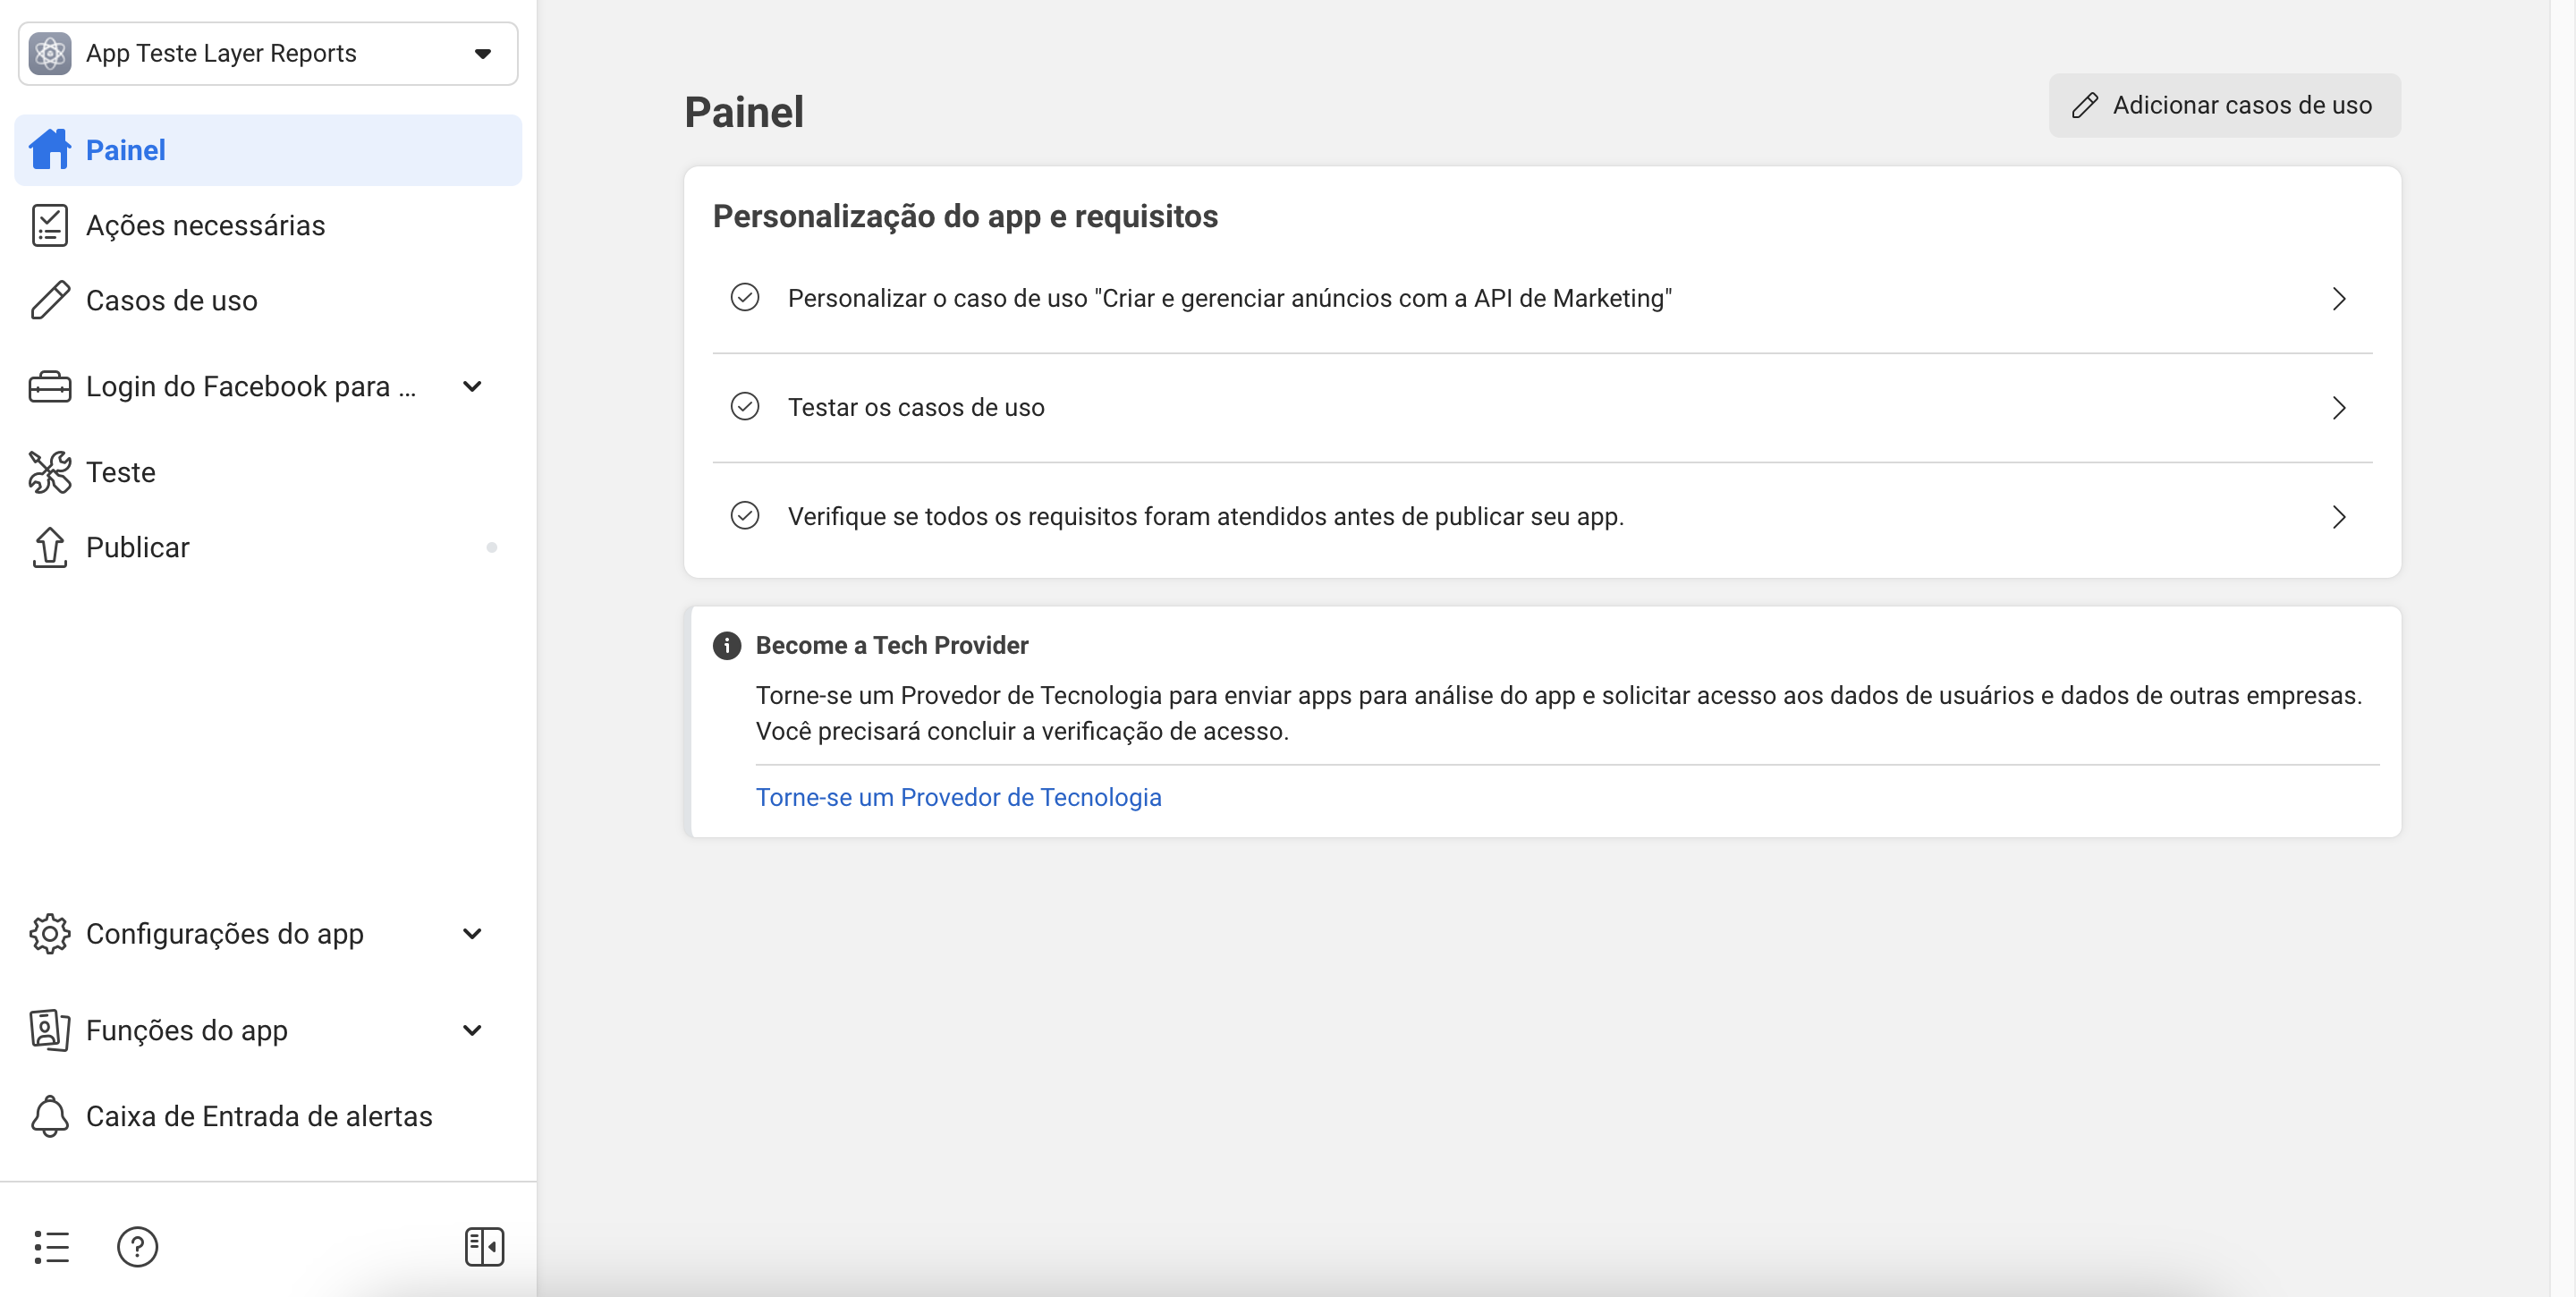 App Teste Layer Reports
Painel
Ações necessárias
Casos de uso
Login do Facebook para ...
Teste
Publicar
Configurações do app
Funções do app
Caixa de Entrada de alertas
Painel
Adicionar casos de uso
Personalização do app e requisitos
Personalizar o caso de uso "Criar e gerenciar anúncios com a API de Marketing"
Testar os casos de uso
Verifique se todos os requisitos foram atendidos antes de publicar seu app.
Become a Tech Provider
Torne-se um Provedor de Tecnologia para enviar apps para análise do app e solicitar acesso aos dados de usuários e dados de outras empresas.
Você precisará concluir a verificação de acesso.
Torne-se um Provedor de Tecnologia